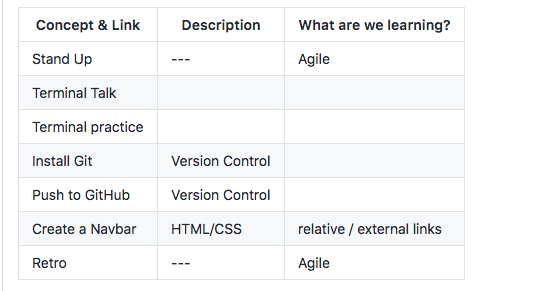 Concept & Link Description What are we learning?
Stand Up --- Agile
Terminal Talk
Terminal practice
Install Git Version Control
Push to GitHub Version Control
Create a Navbar HTML/CSS relative / external links
Retro --- Agile